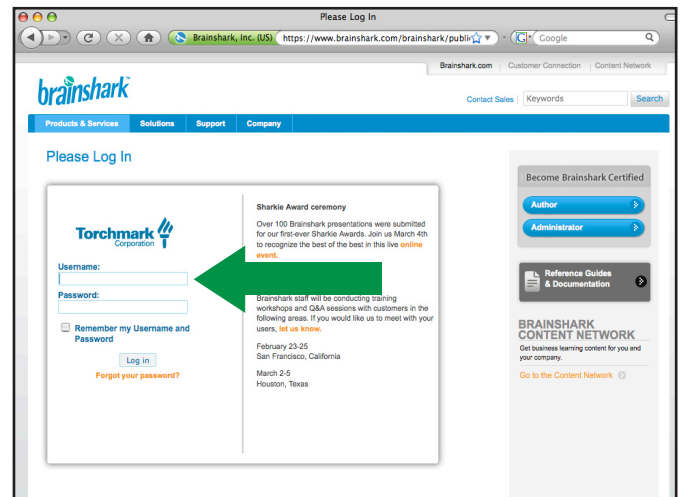 Please Log In
Brainshark, Inc. (US) https://www.brainshark.com/brainshark/publi
G Google
Brainshark.com Customer Connection Content Network
brainshark™
Contact Sales Keywords Search
Products & Services Solutions Support Company
Please Log In
Torchmark
Corporation
Username:
Password:
Remember my Username and
Password
Log in
Forgot your password?
Sharkie Award ceremony
Over 100 Brainshark presentations were submitted
for our first-ever Sharkie Awards. Join us March 4th
to recognize the best of the best in this live online
event.
Brainshark staff will be conducting training
workshops and Q&A sessions with customers in the
following areas. If you would like us to meet with your
users, let us know.
February 23-25
San Francisco, California
March 2-5
Houston, Texas
Become Brainshark Certified
Author
Administrator
Reference Guides
& Documentation
BRAINSHARK
CONTENT NETWORK
Get business learning content for you and
your company.
Go to the Content Network